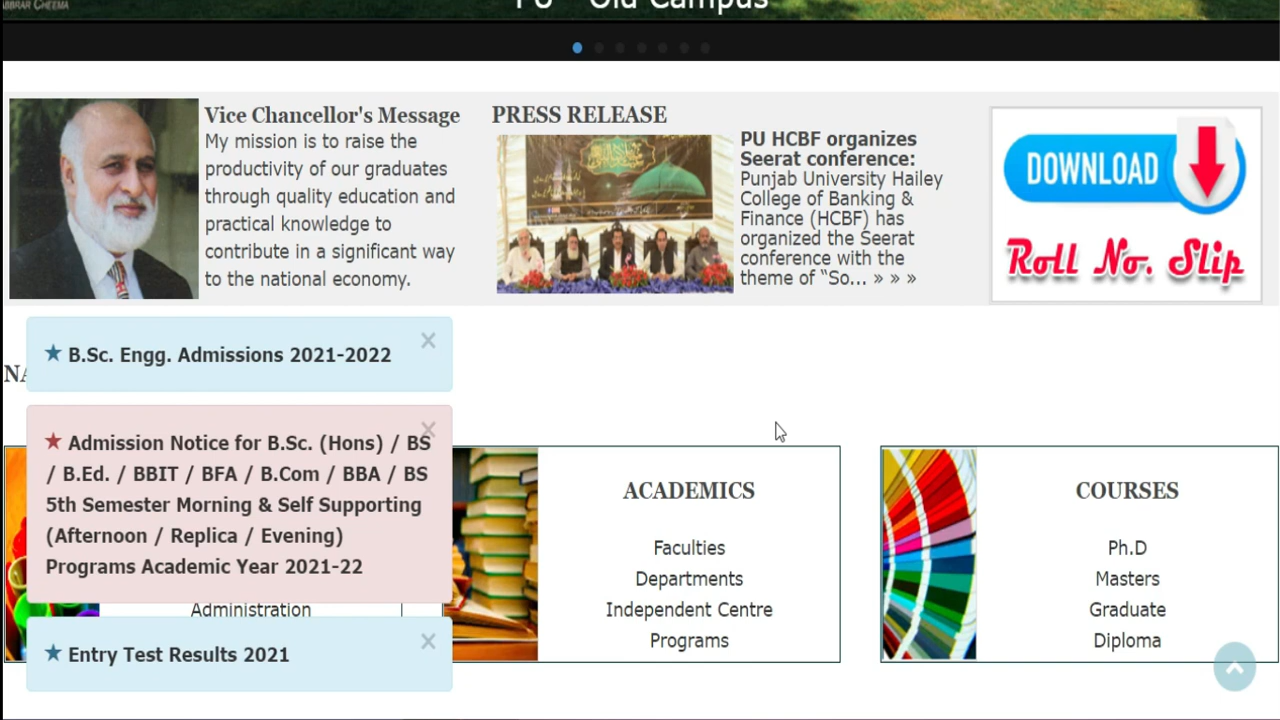 ABBRAR CHEEMA
PU - Old Campus
Vice Chancellor's Message
My mission is to raise the
productivity of our graduates
through quality education and
practical knowledge to
contribute in a significant way
to the national economy.
PRESS RELEASE
PU HCBF organizes
Seerat conference:
Punjab University Hailey
College of Banking &
Finance (HCBF) has
organized the Seerat
conference with the
theme of “So... » » »
DOWNLOAD
Roll No. Slip
NA
★ B.Sc. Engg. Admissions 2021-2022
×
★ Admission Notice for B.Sc. (Hons) / BS
/ B.Ed. / BBIT / BFA / B.Com / BBA / BS
5th Semester Morning & Self Supporting
(Afternoon / Replica / Evening)
Programs Academic Year 2021-22
×
Administration
★ Entry Test Results 2021
×
ACADEMICS
Faculties
Departments
Independent Centre
Programs
COURSES
Ph.D
Masters
Graduate
Diploma